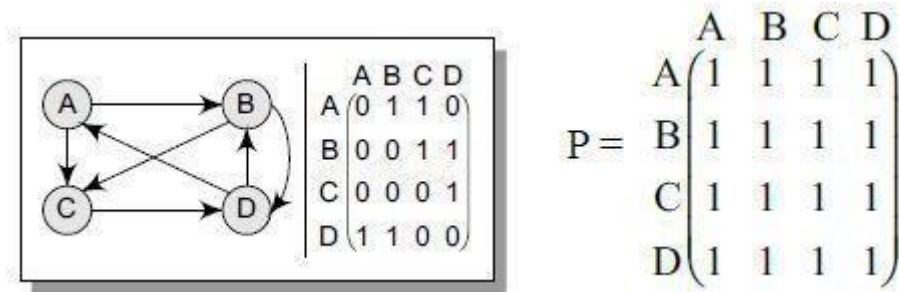 A B
C D
A B C D
A 0 1 1 0
B 0 0 1 1
C 0 0 0 1
D 1 1 0 0
A B C D
A 1 1 1 1
P = B 1 1 1 1
C 1 1 1 1
D 1 1 1 1